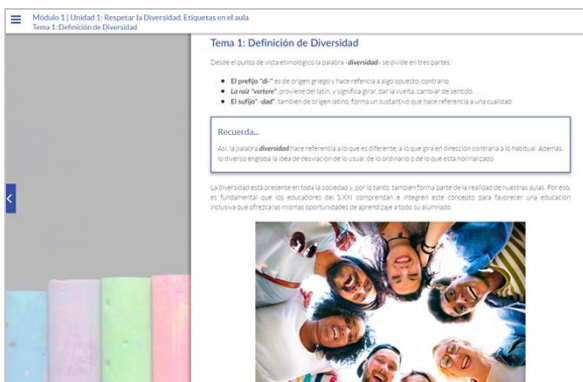 Módulo 1 | Unidad 1: Respetar la Diversidad. Etiquetas en el aula
Tema 1: Definición de Diversidad
Tema 1: Definición de Diversidad
Desde el punto de vista etimológico la palabra «diversidad» se divide en tres partes:
El prefijo "di-" es de origen griego y hace refencia a algo opuesto, contrario.
La raíz "vertere", proviene del latín, y significa girar, dar la vuelta, cambiar de sentido.
El sufijo" -dad", también de origen latino, forma un sustantivo que hace referencia a una cualidad.
Recuerda...
Así, la palabra diversidad hace referencia a lo que es diferente, a lo que gira en dirección contraria a lo habitual. Además,
lo diverso engloba la idea de desviación de lo usual, de lo ordinario o de lo que está normalizado.
La diversidad está presente en toda la sociedad y, por lo tanto, también forma parte de la realidad de nuestras aulas. Por eso,
es fundamental que los educadores del S.XXI comprendan e integren este concepto para favorecer una educación
inclusiva que ofrezca las mismas oportunidades de aprendizaje a todo su alumnado.